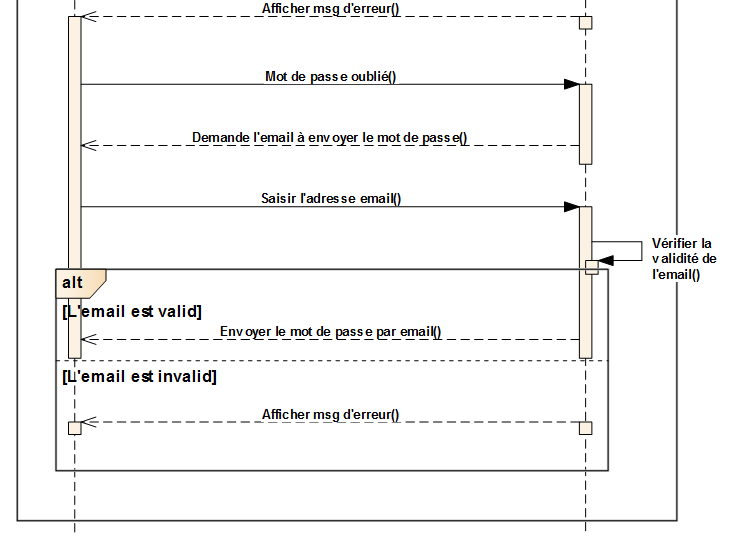 Afficher msg d'erreur()
Mot de passe oublié()
Demande l'email à envoyer le mot de passe()
Saisir l'adresse email()
Vérifier la
validité de
l'email()
alt
[L'email est valid]
Envoyer le mot de passe par email()
[L'email est invalid]
Afficher msg d'erreur()